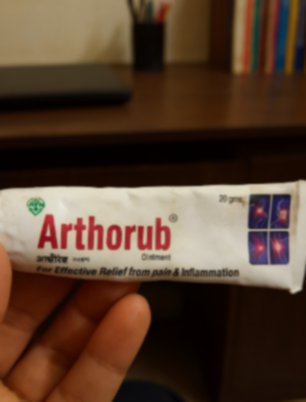 Arthorub®
20 gms.
Ointment
For Effective Relief from pain & Inflammation